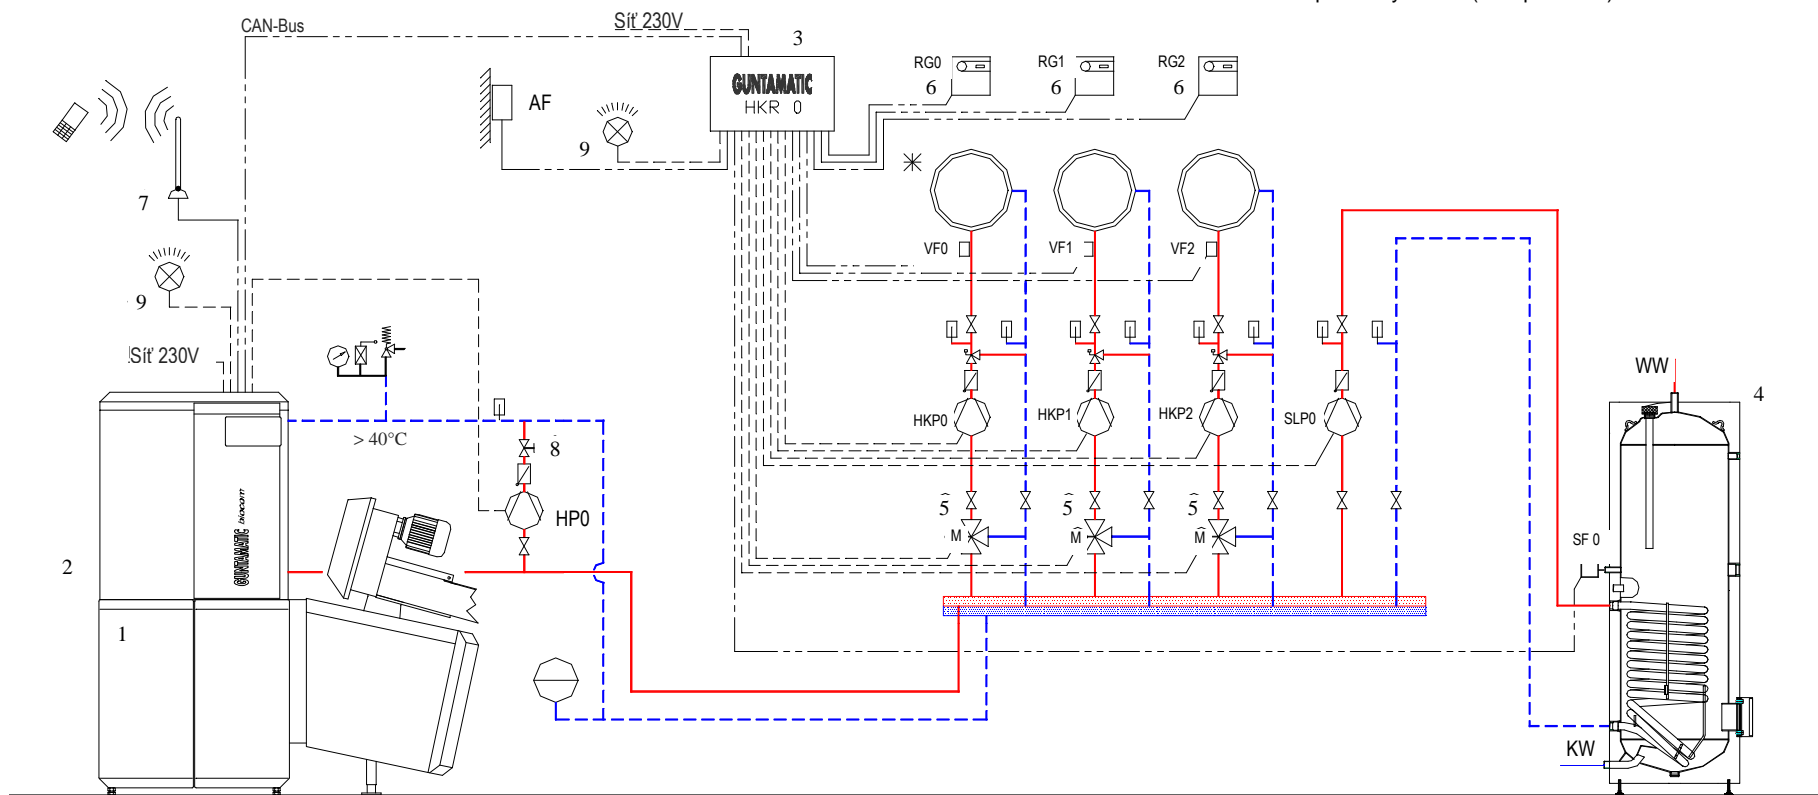 CAN-Bus
Síť 230V
3
GUNTAMATIC
HKR 0
RG0
6
RG1
6
RG2
6
AF
9
7
9
Síť 230V
VF0
VF1
VF2
HKP0
HKP1
HKP2
SLP0
WW
4
> 40°C
8
HP0
5
5
5
M
M
M
SF 0
GUNTAMATIC biocom
2
1
KW